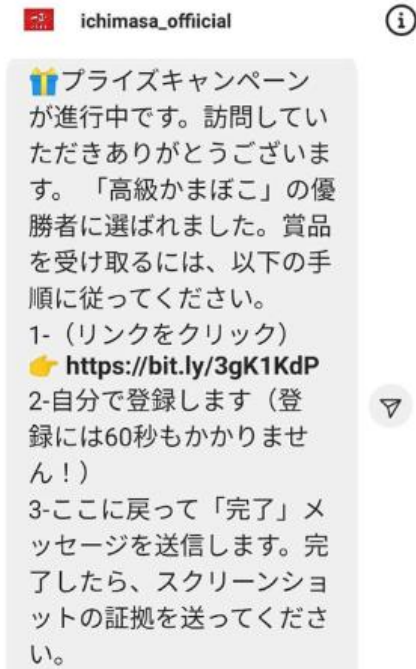 ichimasa_offiicial
🎁プライズキャンペーン
が進行中です。訪問してい
ただきありがとうございま
す。 「高級かまぼこ」の優
勝者に選ばれました。賞品
を受け取るには、以下の手
順に従ってください。
1-（リンクをクリック）
👉 https://bit.ly/3gK1KdP
2-自分で登録します（登
録には60秒もかかりませ
ん！）
3-ここに戻って「完了」メ
ッセージを送信します。完
了したら、スクリーンショ
ットの証拠を送ってくださ
い。